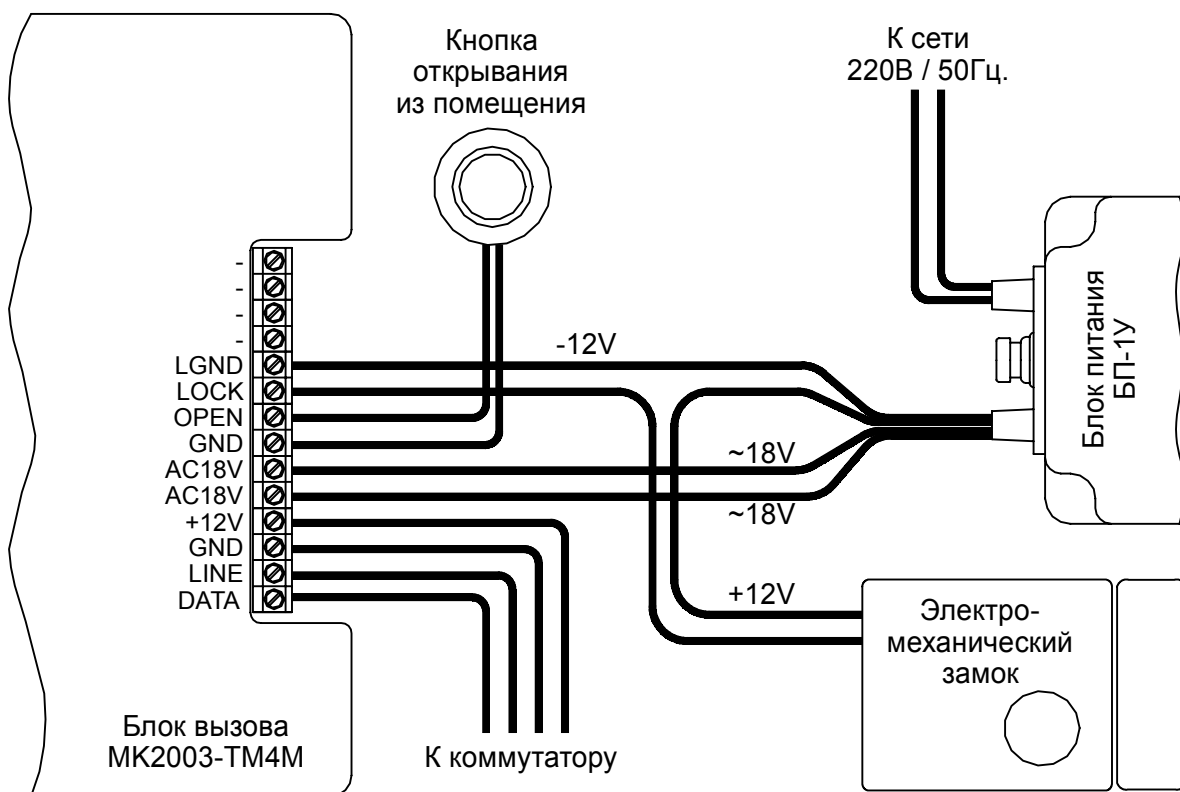 Кнопка
открывания
из помещения
К сети
220В / 50Гц.
-
-
-
-
LGND
LOCK
OPEN
GND
AC18V
AC18V
+12V
GND
LINE
DATA
-12V
~18V
~18V
+12V
Блок питания
БП-1У
Электро-
механический
замок
Блок вызова
МК2003-ТМ4М
К коммутатору